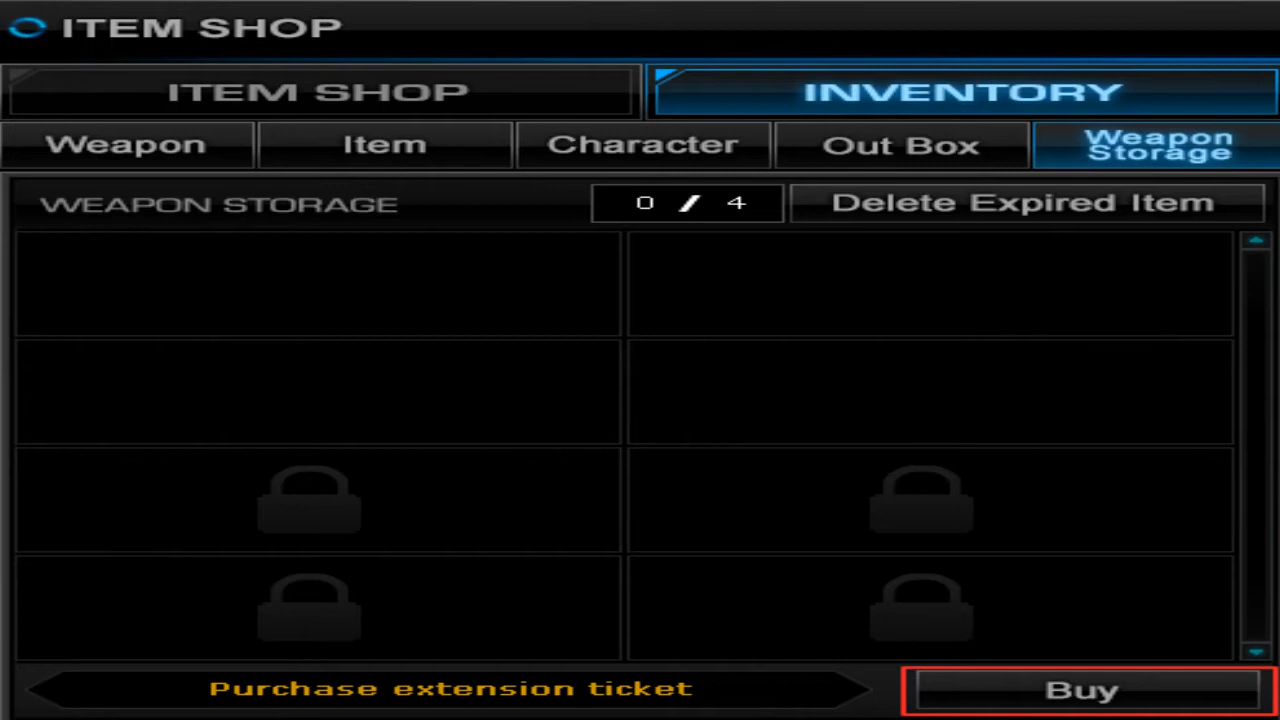 ITEM SHOP
ITEM SHOP
INVENTORY
Weapon
Item
Character
Out Box
Weapon
Storage
WEAPON STORAGE
0 / 4
Delete Expired Item
Purchase extension ticket
Buy